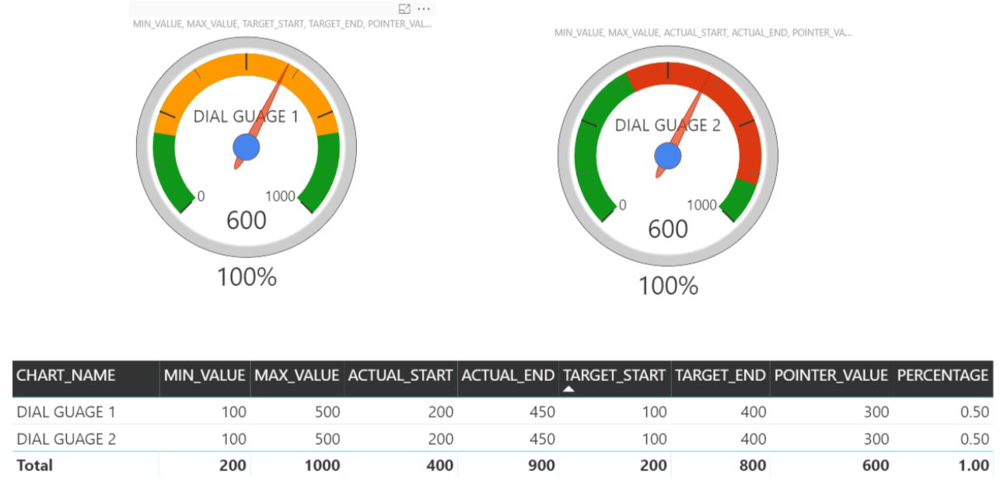 MIN_VALUE, MAX_VALUE, TARGET_START, TARGET_END, POINTER_VAL...
DIAL GUAGE 1
0 1000
600
100%
MIN_VALUE, MAX_VALUE, ACTUAL_START, ACTUAL_END, POINTER_VA...
DIAL GUAGE 2
0 1000
600
100%
CHART_NAME MIN_VALUE MAX_VALUE ACTUAL_START ACTUAL_END TARGET_START TARGET_END POINTER_VALUE PERCENTAGE
DIAL GUAGE 1 100 500 200 450 100 400 300 0.50
DIAL GUAGE 2 100 500 200 450 100 400 300 0.50
Total 200 1000 400 900 200 800 600 1.00